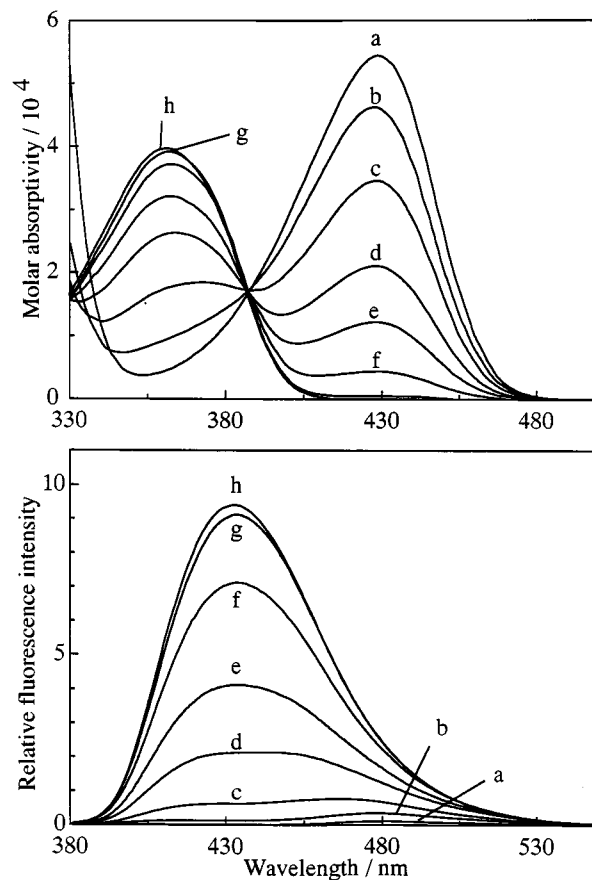 6
a
b
h
g
4
c
Molar absorptivity / 10 4
2
d
e
f
0
330
380
430
480
10
h
g
f
Relative fluorescence intensity
5
e
d
b
a
c
0
380
430
480
530
Wavelength / nm